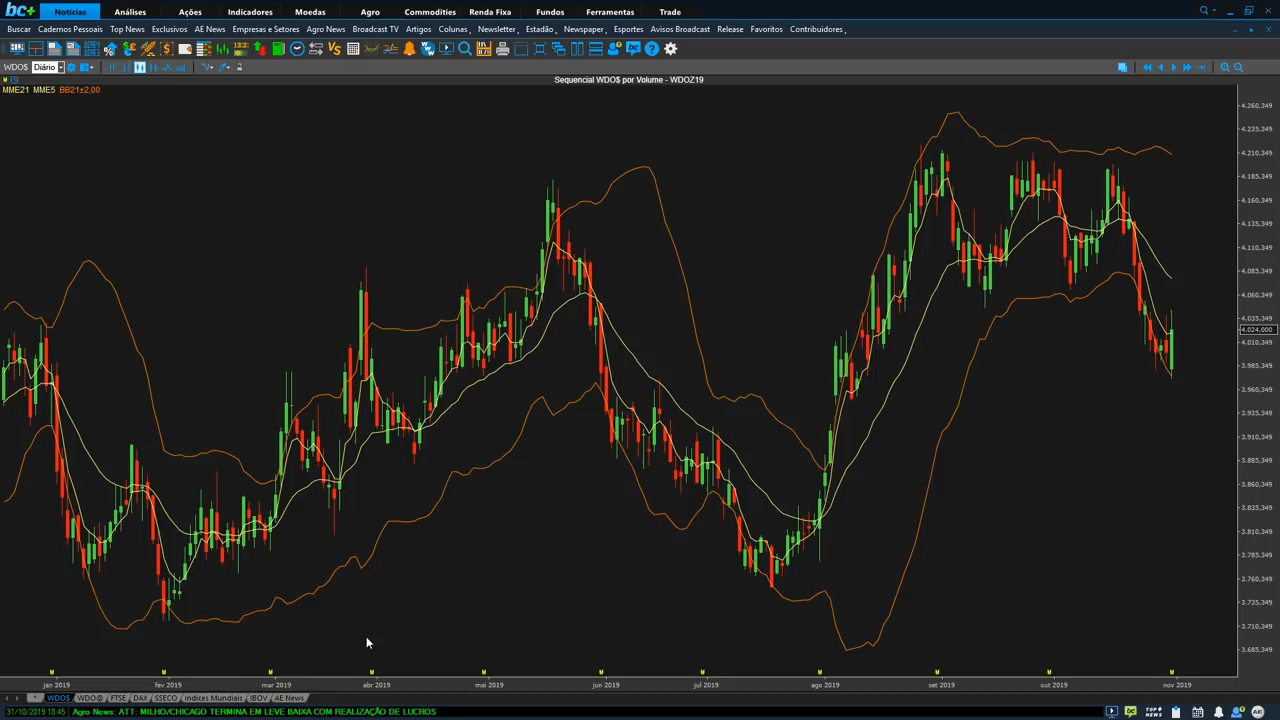 bc+ Notícias Análises Ações Indicadores Moedas Agro Commodities Renda Fixa Fundos Ferramentas Trade
Buscar Cadernos Pessoais Top News Exclusivos AE News Empresas e Setores Agro News Broadcast TV Artigos Colunas Newsletter Estadão Newspaper Esportes Avisos Broadcast Release Favoritos Contribuidores
WDO$ Diário
Sequencial WDO$ por Volume - WDOZ19
MME21 MME5 BB21±2,00
4.260,349
4.235,349
4.210,349
4.185,349
4.160,349
4.135,349
4.110,349
4.085,349
4.060,349
4.035,349
4.024,000
4.010,349
3.985,349
3.960,349
3.935,349
3.910,349
3.885,349
3.860,349
3.835,349
3.810,349
3.785,349
3.760,349
3.735,349
3.710,349
3.685,349
jan 2019 fev 2019 mar 2019 abr 2019 mai 2019 jun 2019 jul 2019 ago 2019 set 2019 out 2019 nov 2019
WDO$ WDO@ FTSE DAX SSECO Indices Mundiais IBOV AE News
31/10/2019 18:45 Agro News: ATT: MILHO/CHICAGO TERMINA EM LEVE BAIXA COM REALIZAÇÃO DE LUCROS
TOP NEWS AE